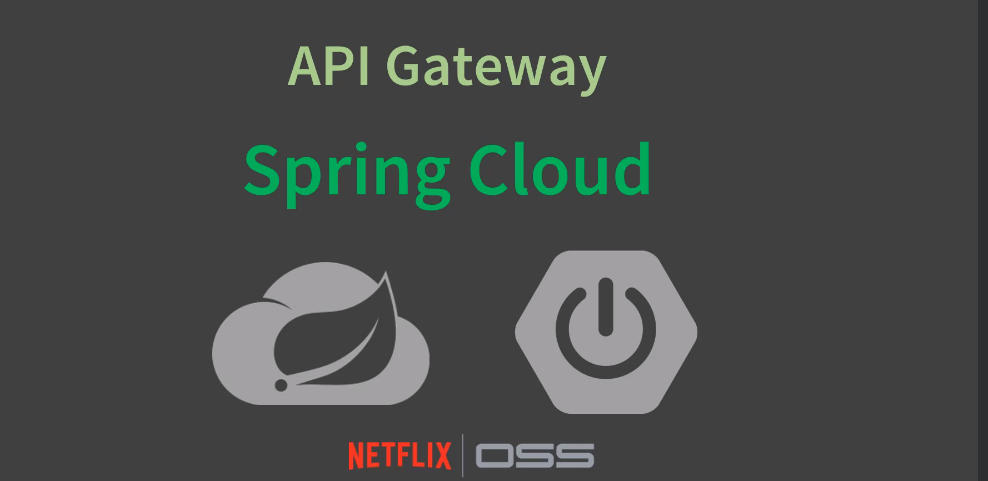 API Gateway
Spring Cloud
NETFLIX OSS